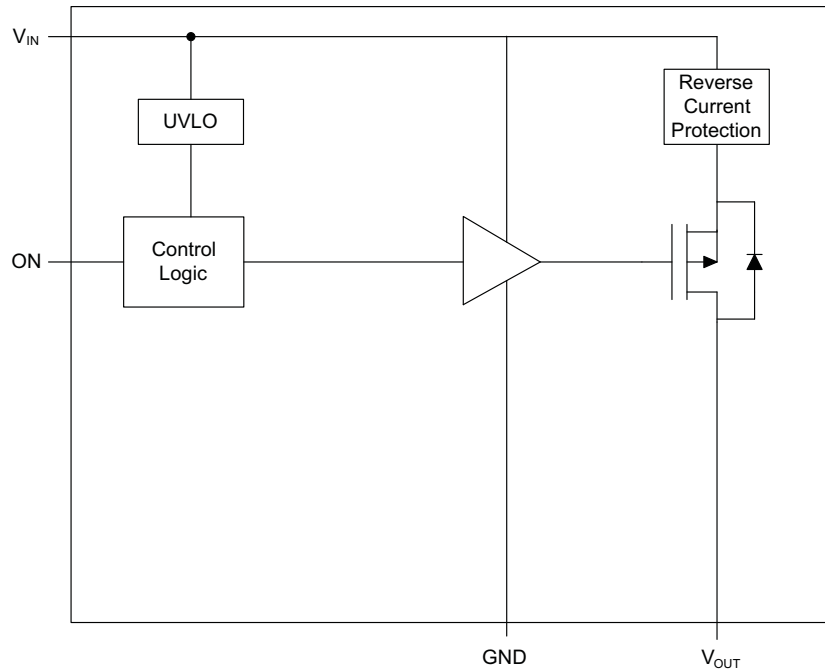 VIN
Reverse
Current
Protection
UVLO
ON
Control
Logic
GND
VOUT